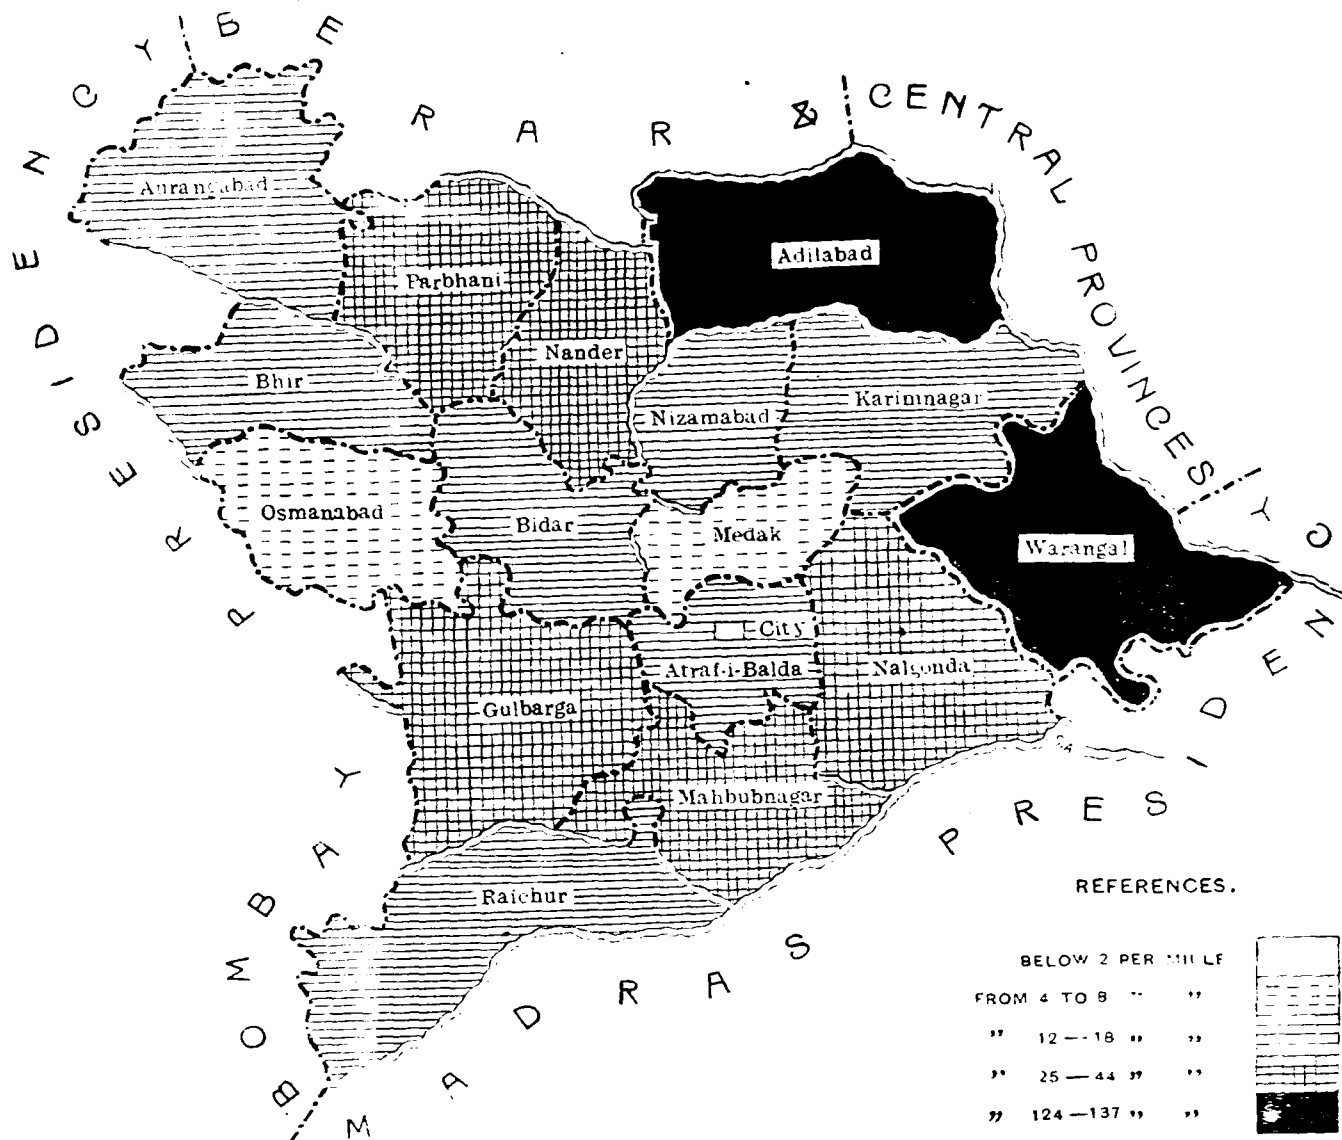 BERAR & CENTRAL PROVINCES
BOMBAY PRESIDENCY
MADRAS PRESIDENCY
Aurangabad
Parbhani
Adilabad
Nander
Bhir
Nizamabad
Karimnagar
Osmanabad
Bidar
Medak
Warangal
City
Atraf-i-Balda
Nalgonda
Gulbarga
Mahbubnagar
Raichur
REFERENCES.
BELOW 2 PER MILLE
FROM 4 TO 8 " "
" 12—18 " "
" 25—44 " "
" 124—137 " "